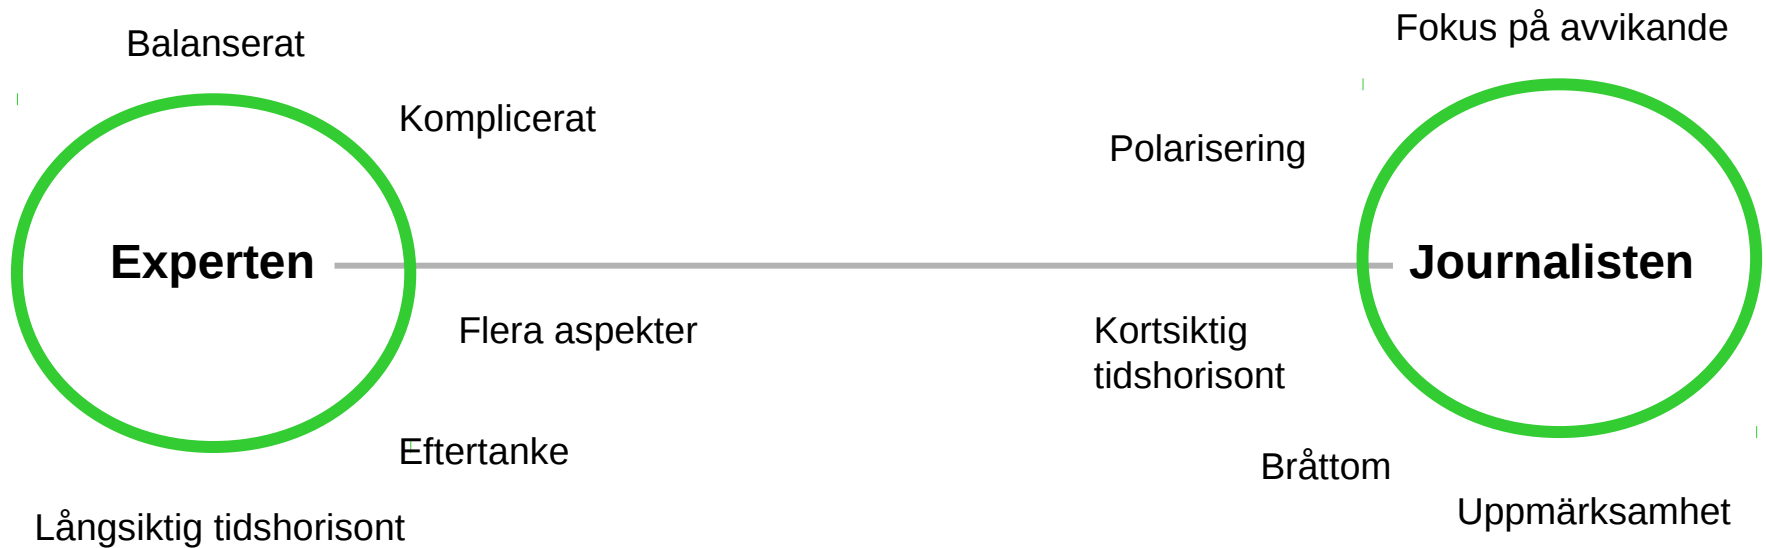 Balanserat
Komplicerat
Experten
Flera aspekter
Eftertanke
Långsiktig tidshorisont
Fokus på avvikande
Polarisering
Journalisten
Kortsiktig
tidshorisont
Bråttom
Uppmärksamhet